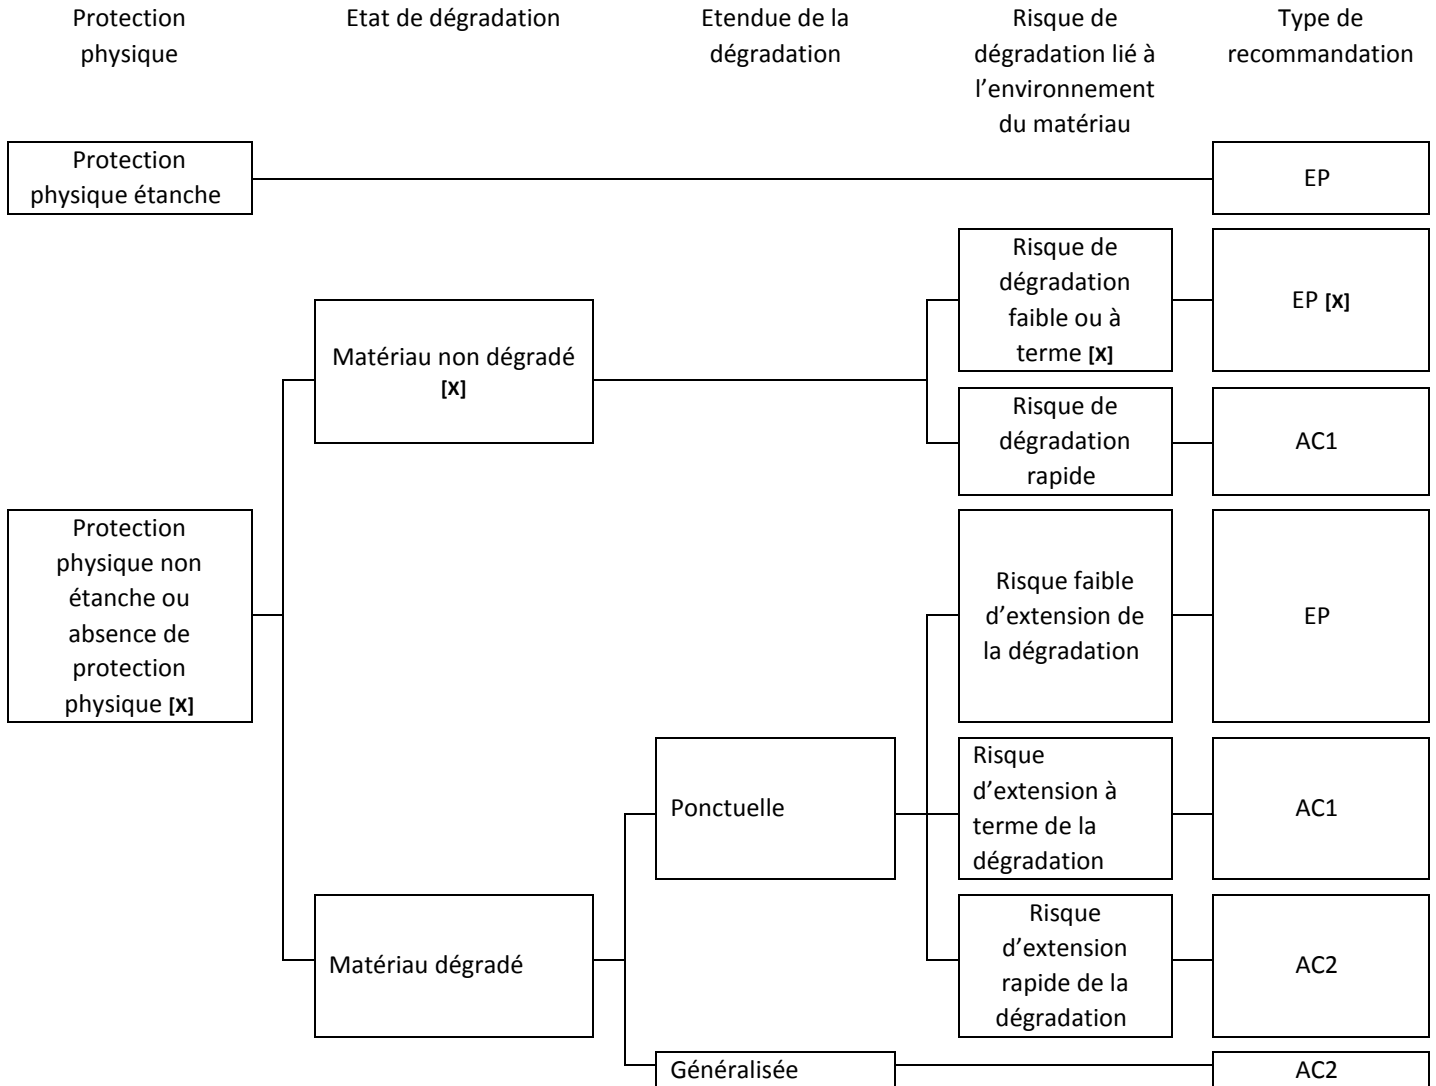 Protection
physique
Etat de dégradation
Etendue de la
dégradation
Risque de
dégradation lié à
l’environnement
du matériau
Type de
recommandation
Protection
physique étanche
EP
Protection
physique non
étanche ou
absence de
protection
physique [X]
Matériau non dégradé
[X]
Risque de
dégradation
faible ou à
terme [X]
EP [X]
Risque de
dégradation
rapide
AC1
Matériau dégradé
Ponctuelle
Risque faible
d’extension de
la dégradation
EP
Risque
d’extension à
terme de la
dégradation
AC1
Risque
d’extension
rapide de la
dégradation
AC2
Généralisée
AC2